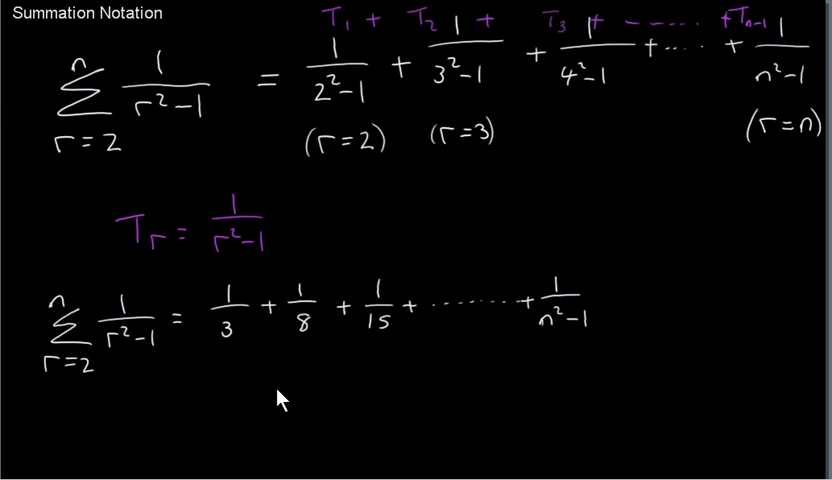 Summation Notation
T₁ + T₂ + T₃ + ------ + Tₙ₋₁
∑_{r=2}^{n} 1/(r²-1) = 1/(2²-1) + 1/(3²-1) + 1/(4²-1) + .... + 1/(n²-1)
(r=2) (r=3) (r=n)
Tᵣ = 1/(r²-1)
∑_{r=2}^{n} 1/(r²-1) = 1/3 + 1/8 + 1/15 + ......... + 1/(n²-1)